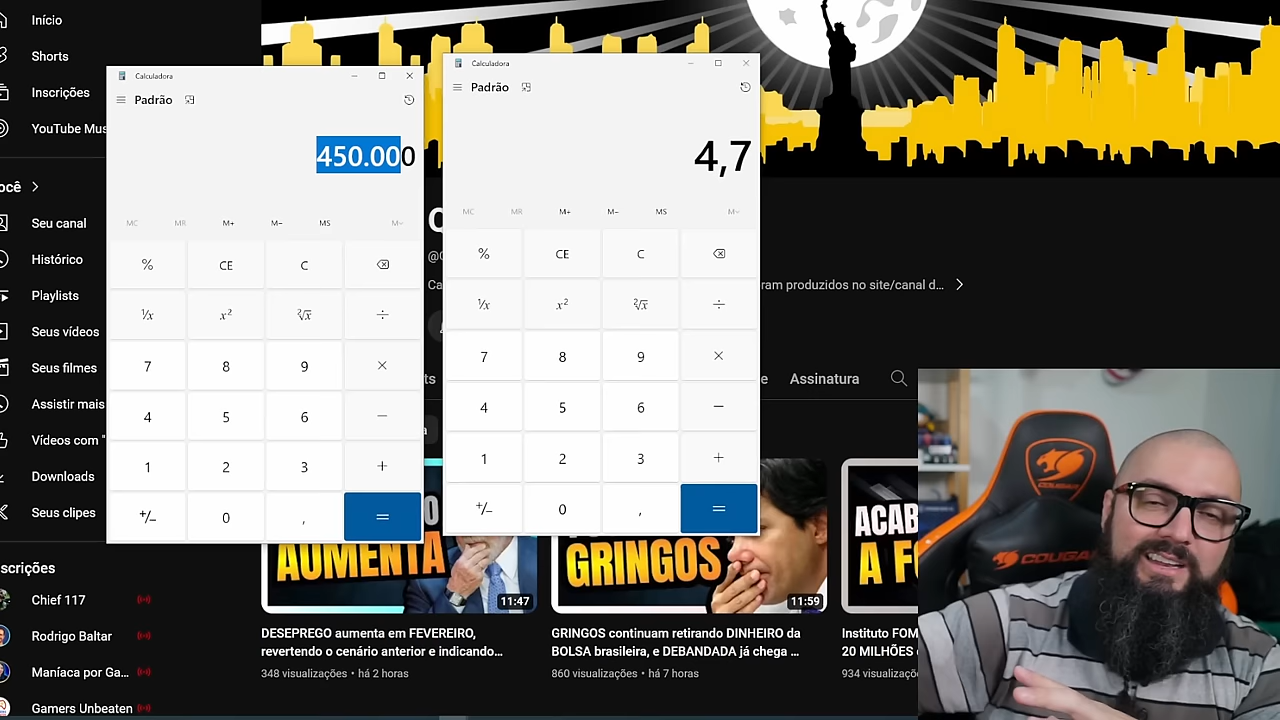 Início
Shorts
Inscrições
YouTube Mus
ocê
Seu canal
Histórico
Playlists
Seus vídeos
Seus filmes
Assistir mais
Vídeos com "
Downloads
Seus clipes
scrições
Chief 117
Rodrigo Baltar
Maníaca por Ga...
Gamers Unbeaten
Calculadora
Padrão
450.000
MC MR M+ M− MS M
% CE C
¹/x x² ²√x ÷
7 8 9 ×
4 5 6 −
1 2 3 +
+/− 0 , =
Calculadora
Padrão
4,7
MC MR M+ M− MS M
% CE C
¹/x x² ²√x ÷
7 8 9 ×
4 5 6 −
1 2 3 +
+/− 0 , =
ram produzidos no site/canal d...
ts
e
Assinatura
AUMENTA
11:47
DESEPREGO aumenta em FEVEREIRO,
revertendo o cenário anterior e indicando...
348 visualizações • há 2 horas
GRINGOS
11:59
GRINGOS continuam retirando DINHEIRO da
BOLSA brasileira, e DEBANDADA já chega ...
860 visualizações • há 7 horas
ACAB
A FO
Instituto FOM
20 MILHÕES
934 visualizaçõ
COUGAR
COUGA